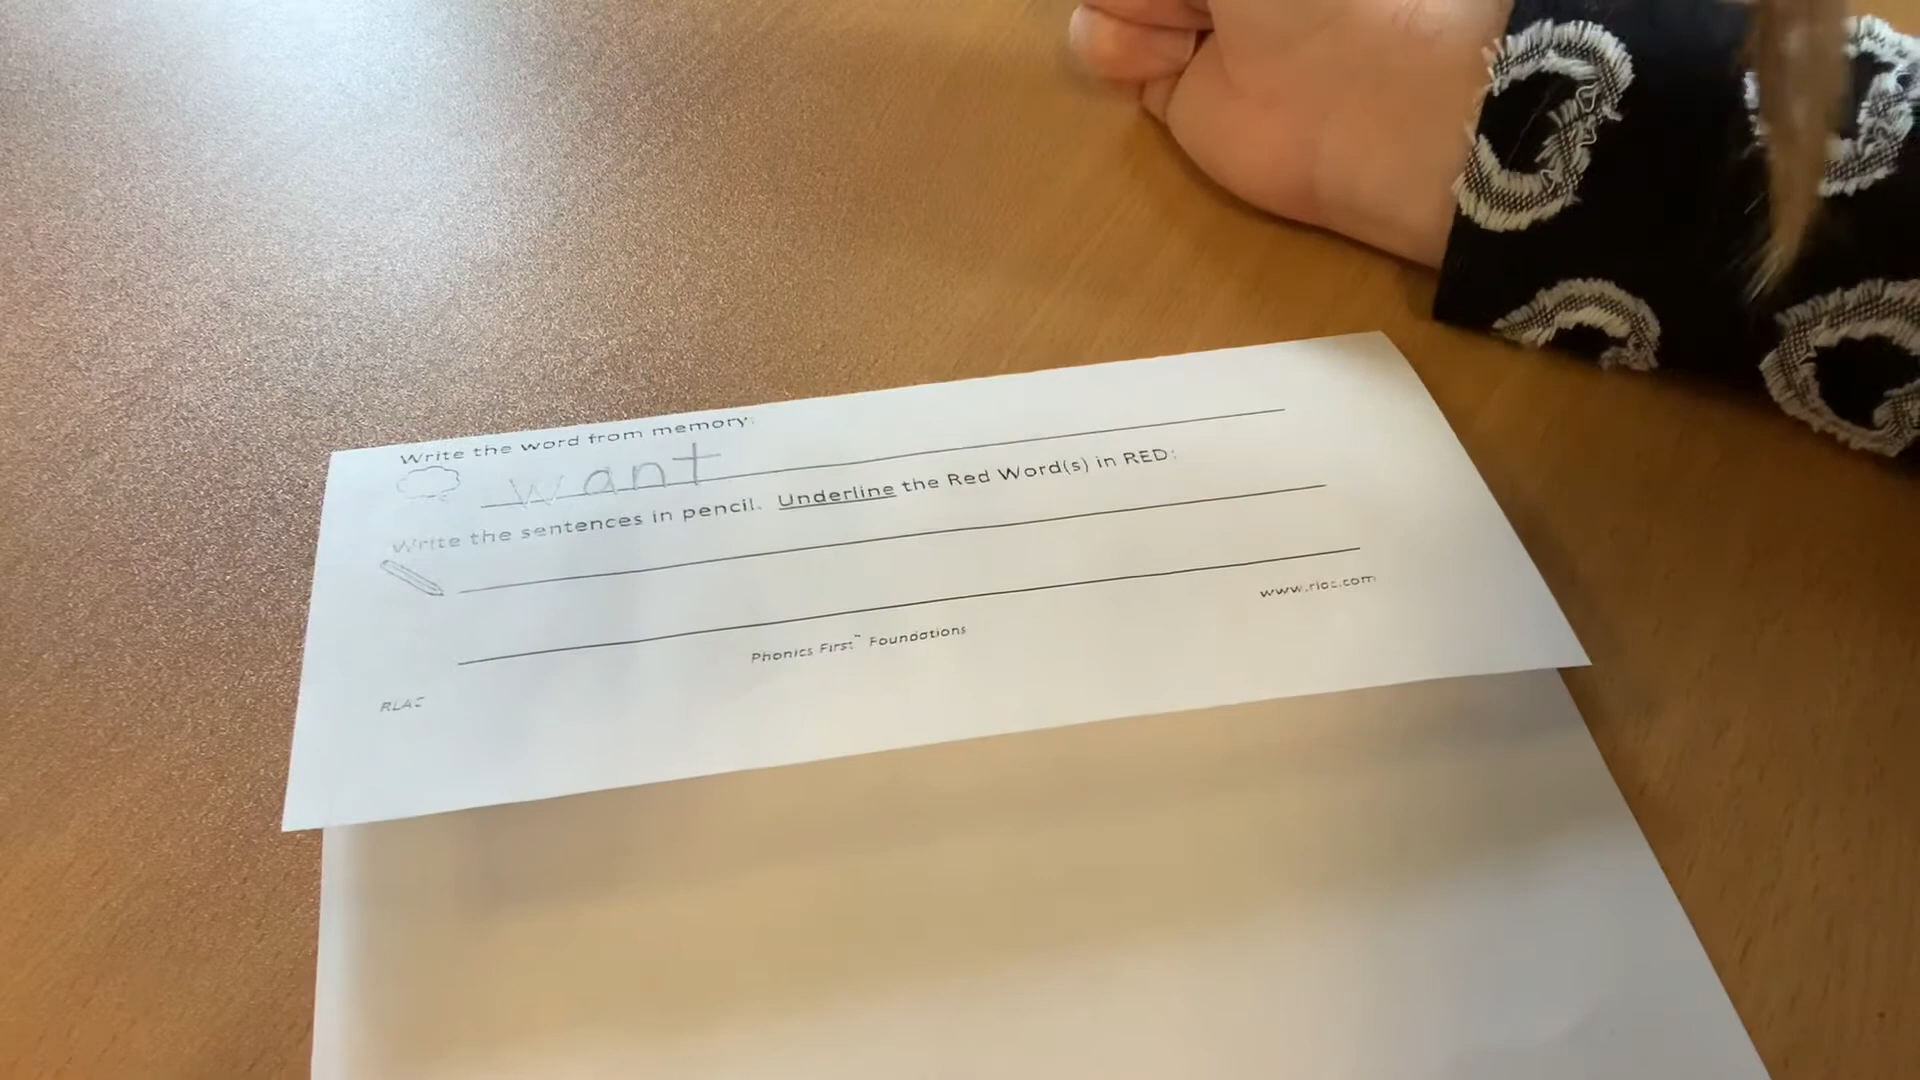 Write the word from memory:
want
Write the sentences in pencil. Underline the Red Word(s) in RED:
www.rloc.com
Phonics First™ Foundations
RLAC